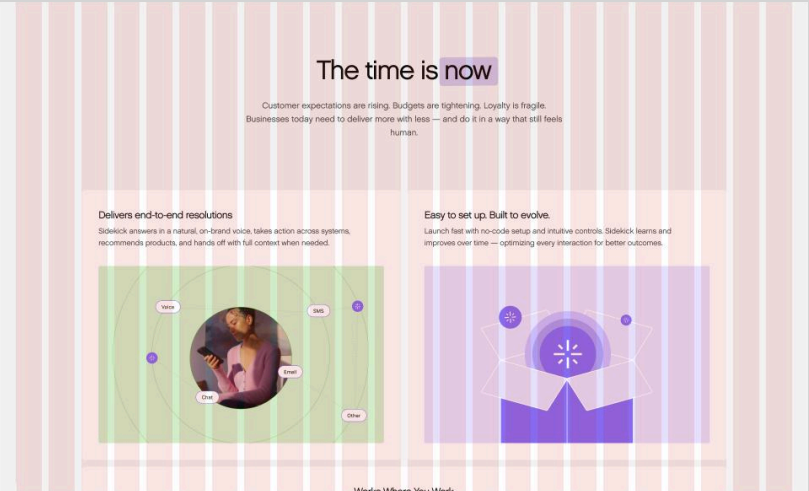 The time is now
Customer expectations are rising. Budgets are tightening. Loyalty is fragile.
Businesses today need to deliver more with less — and do it in a way that still feels
human.
Delivers end-to-end resolutions
Sidekick answers in a natural, on-brand voice, takes action across systems,
recommends products, and hands off with full context when needed.
Voice
SMS
Email
Chat
Other
Easy to set up. Built to evolve.
Launch fast with no-code setup and intuitive controls. Sidekick learns and
improves over time — optimizing every interaction for better outcomes.
Works Where You Work